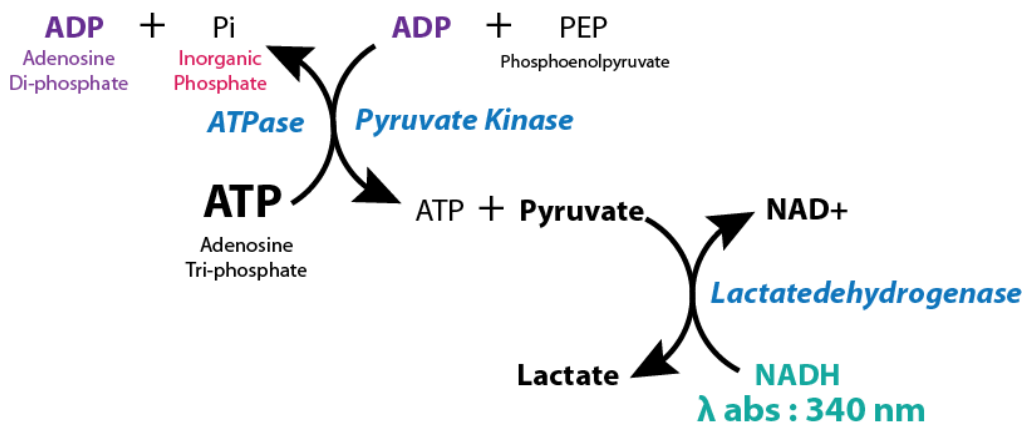 ADP + Pi
Adenosine
Di-phosphate
Inorganic
Phosphate
ADP + PEP
Phosphoenolpyruvate
ATPase
Pyruvate Kinase
ATP
Adenosine
Tri-phosphate
ATP + Pyruvate
NAD+
Lactatedehydrogenase
Lactate
NADH
λ abs : 340 nm